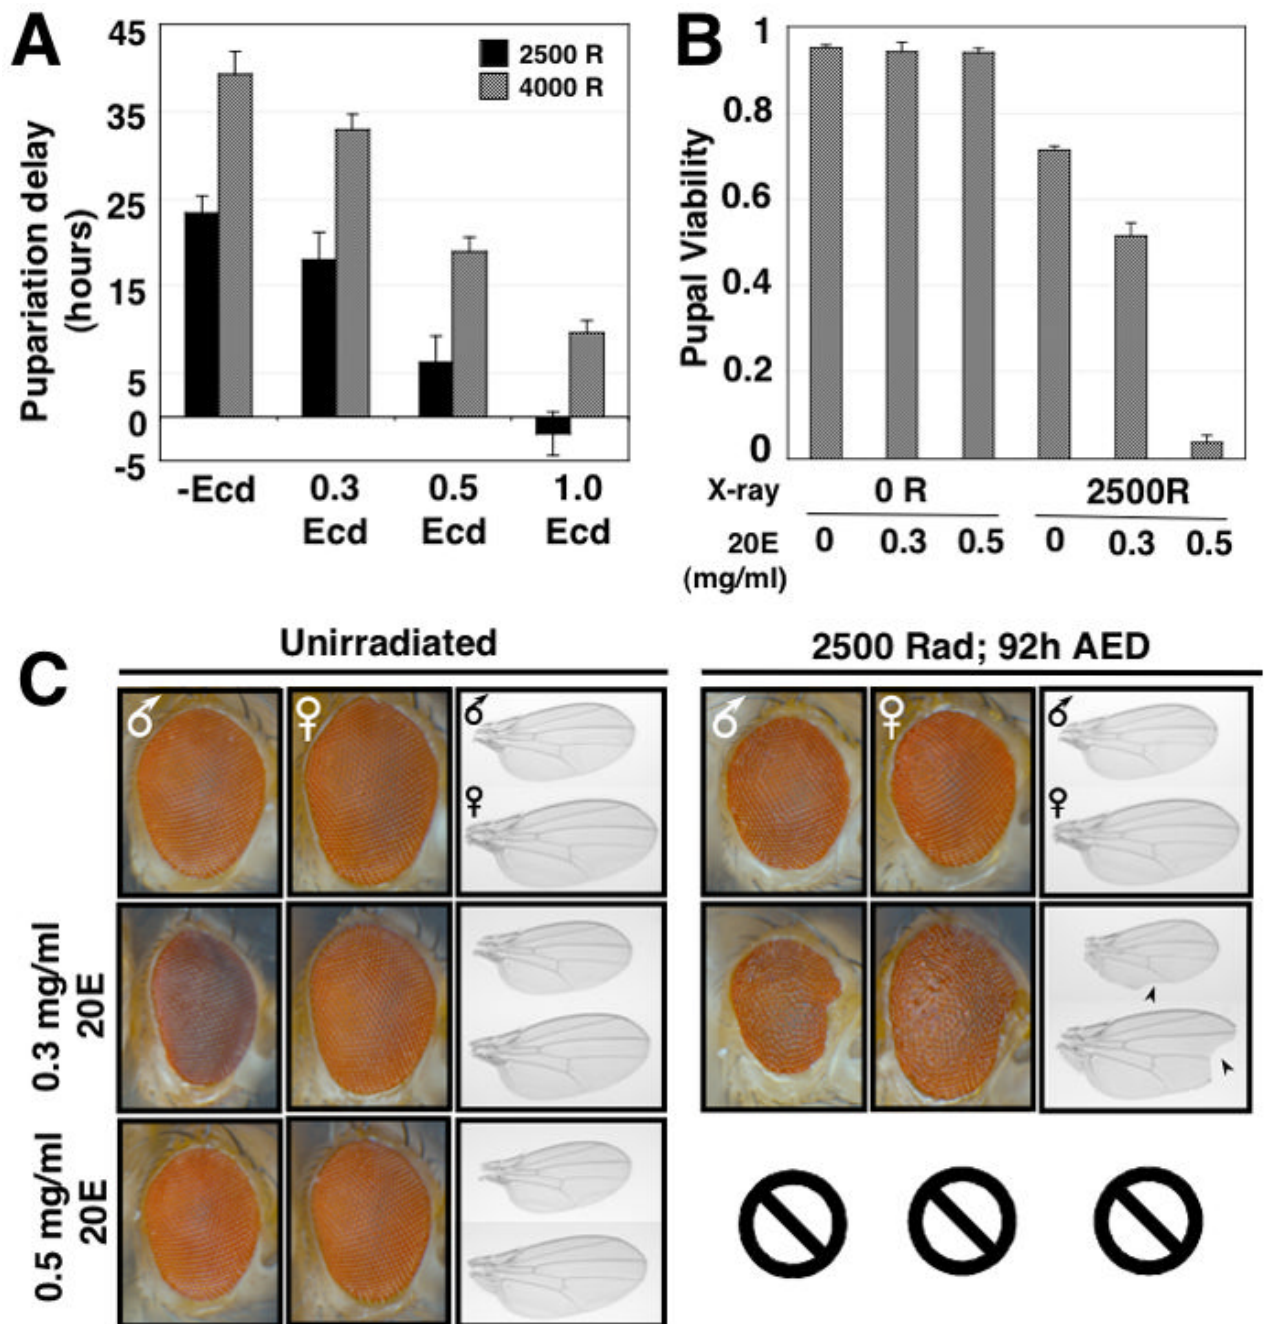 A
45
35
25
15
5
0
-5
Pupariation delay
(hours)
2500 R
4000 R
-Ecd
0.3
Ecd
0.5
Ecd
1.0
Ecd
B
1
0.8
0.6
0.4
0.2
0
Pupal Viability
X-ray
0 R
2500R
20E
(mg/ml)
0
0.3
0.5
0
0.3
0.5
C
Unirradiated
2500 Rad; 92h AED
♂
♀
♂
♀
♂
♀
♂
♀
0.3 mg/ml
20E
0.5 mg/ml
20E